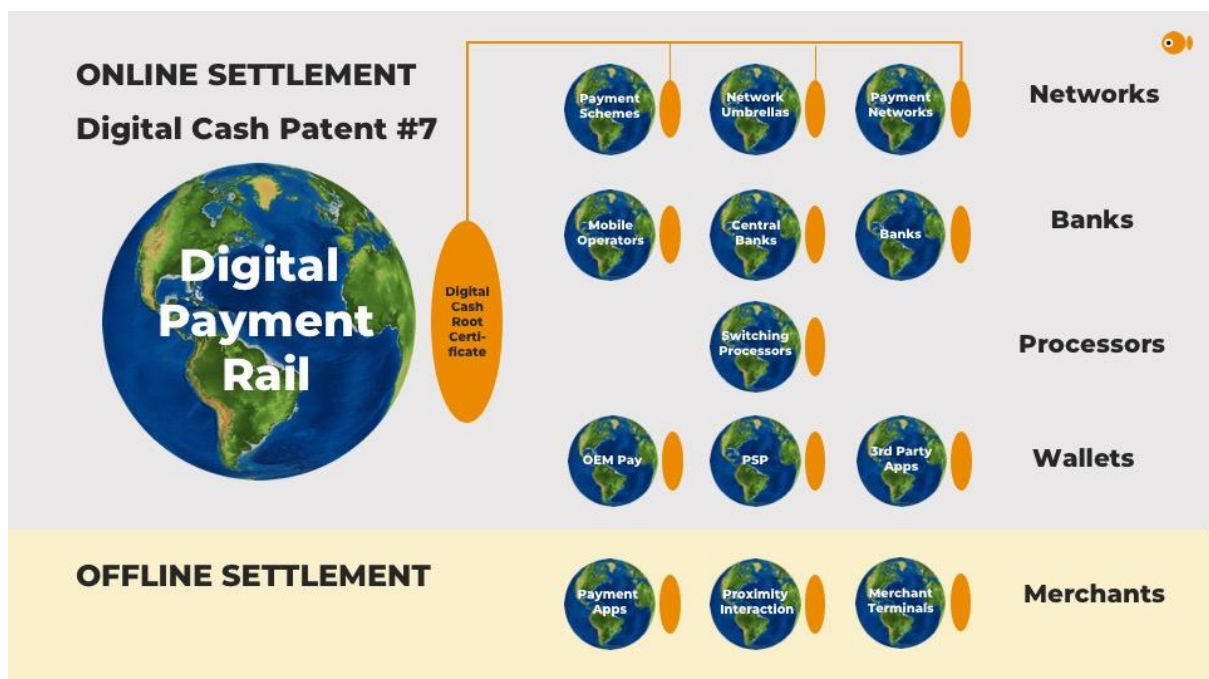 ONLINE SETTLEMENT
Digital Cash Patent #7
Digital
Payment
Rail
Digital
Cash
Root
Certi-
ficate
Payment
Schemes
Network
Umbrellas
Payment
Networks
Networks
Mobile
Operators
Central
Banks
Banks
Banks
Switching
Processors
Processors
OEM Pay
PSP
3rd Party
Apps
Wallets
OFFLINE SETTLEMENT
Payment
Apps
Proximity
Interaction
Merchant
Terminals
Merchants